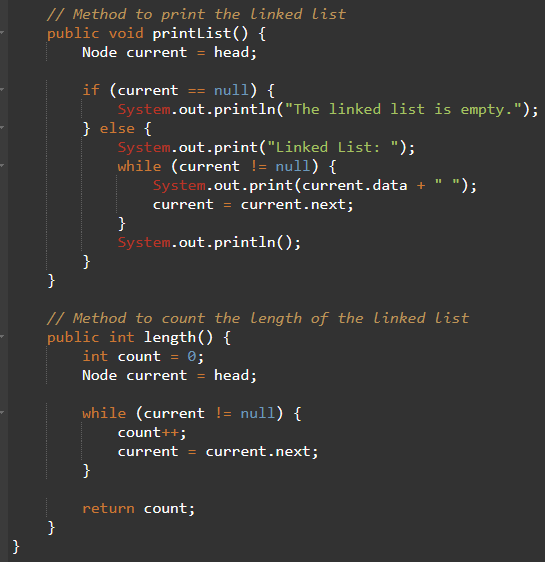 // Method to print the linked list
public void printList() {
Node current = head;
if (current == null) {
System.out.println("The linked list is empty.");
} else {
System.out.print("Linked List: ");
while (current != null) {
System.out.print(current.data + " ");
current = current.next;
}
System.out.println();
}
}
// Method to count the length of the linked list
public int length() {
int count = 0;
Node current = head;
while (current != null) {
count++;
current = current.next;
}
return count;
}
}